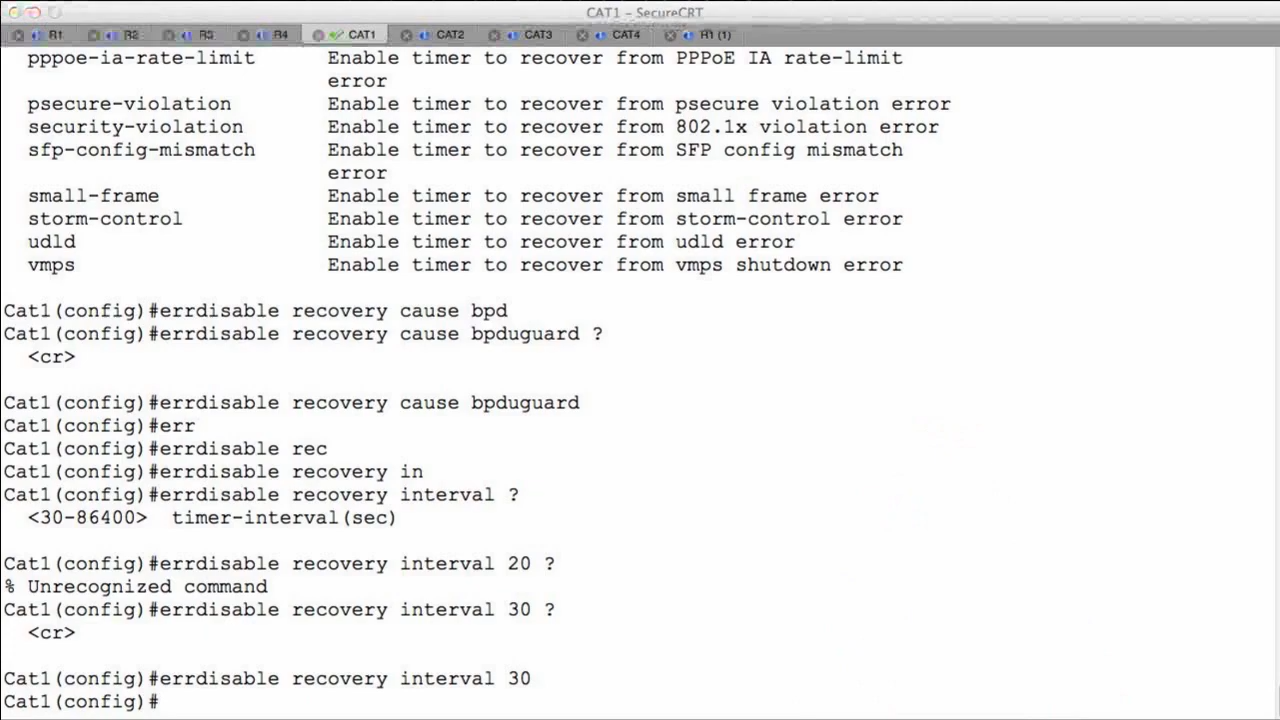 CAT1 – SecureCRT
R1 R2 R3 R4 CAT1 CAT2 CAT3 CAT4 R1 (1)
pppoe-ia-rate-limit Enable timer to recover from PPPoE IA rate-limit
error
psecure-violation Enable timer to recover from psecure violation error
security-violation Enable timer to recover from 802.1x violation error
sfp-config-mismatch Enable timer to recover from SFP config mismatch
error
small-frame Enable timer to recover from small frame error
storm-control Enable timer to recover from storm-control error
udld Enable timer to recover from udld error
vmps Enable timer to recover from vmps shutdown error
Cat1(config)#errdisable recovery cause bpd
Cat1(config)#errdisable recovery cause bpduguard ?
<cr>
Cat1(config)#errdisable recovery cause bpduguard
Cat1(config)#err
Cat1(config)#errdisable rec
Cat1(config)#errdisable recovery in
Cat1(config)#errdisable recovery interval ?
<30-86400> timer-interval(sec)
Cat1(config)#errdisable recovery interval 20 ?
% Unrecognized command
Cat1(config)#errdisable recovery interval 30 ?
<cr>
Cat1(config)#errdisable recovery interval 30
Cat1(config)#